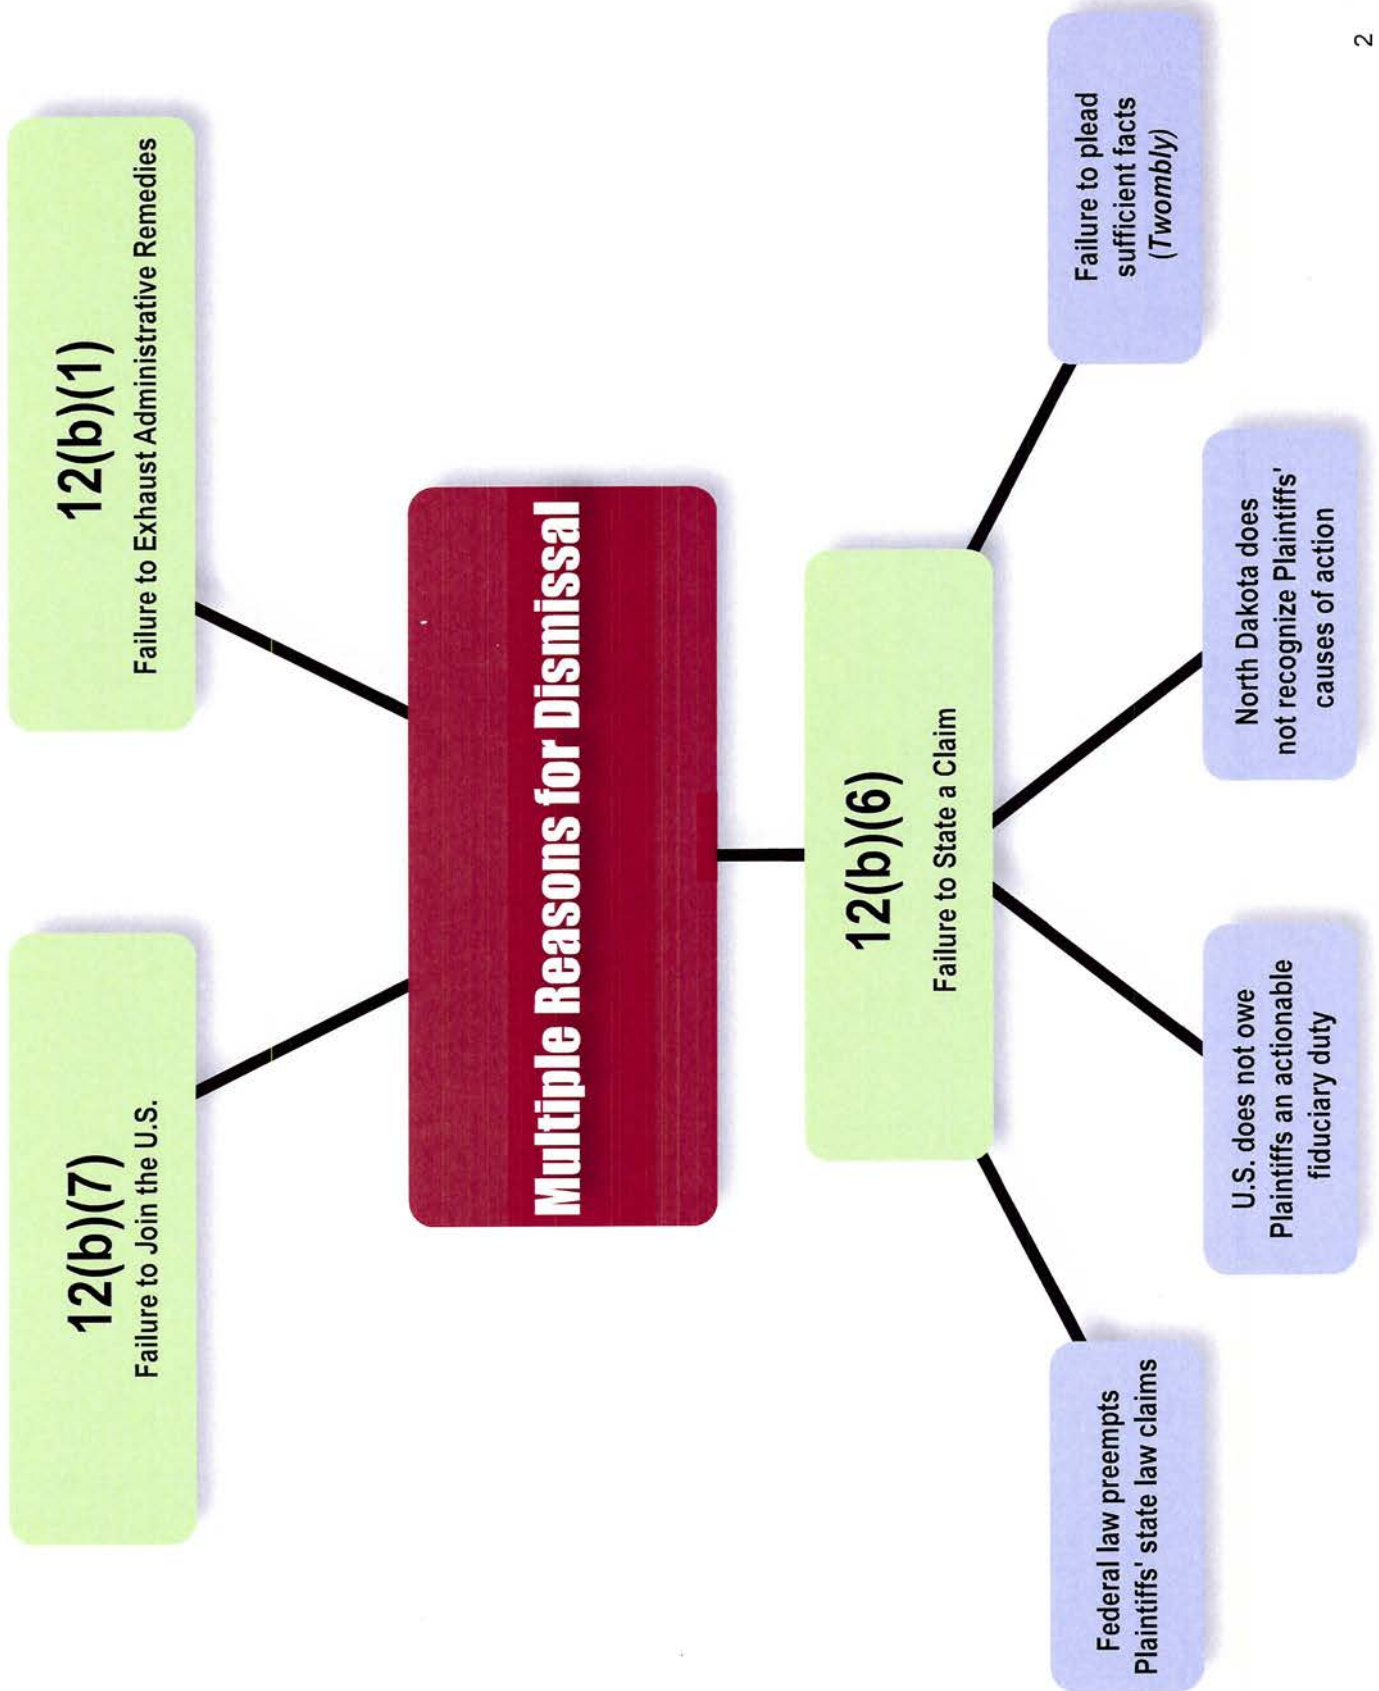 12(b)(7)
Failure to Join the U.S.
12(b)(1)
Failure to Exhaust Administrative Remedies
Multiple Reasons for Dismissal
12(b)(6)
Failure to State a Claim
Federal law preempts
Plaintiffs' state law claims
U.S. does not owe
Plaintiffs an actionable
fiduciary duty
North Dakota does
not recognize Plaintiffs'
causes of action
Failure to plead
sufficient facts
(Twombly)
2